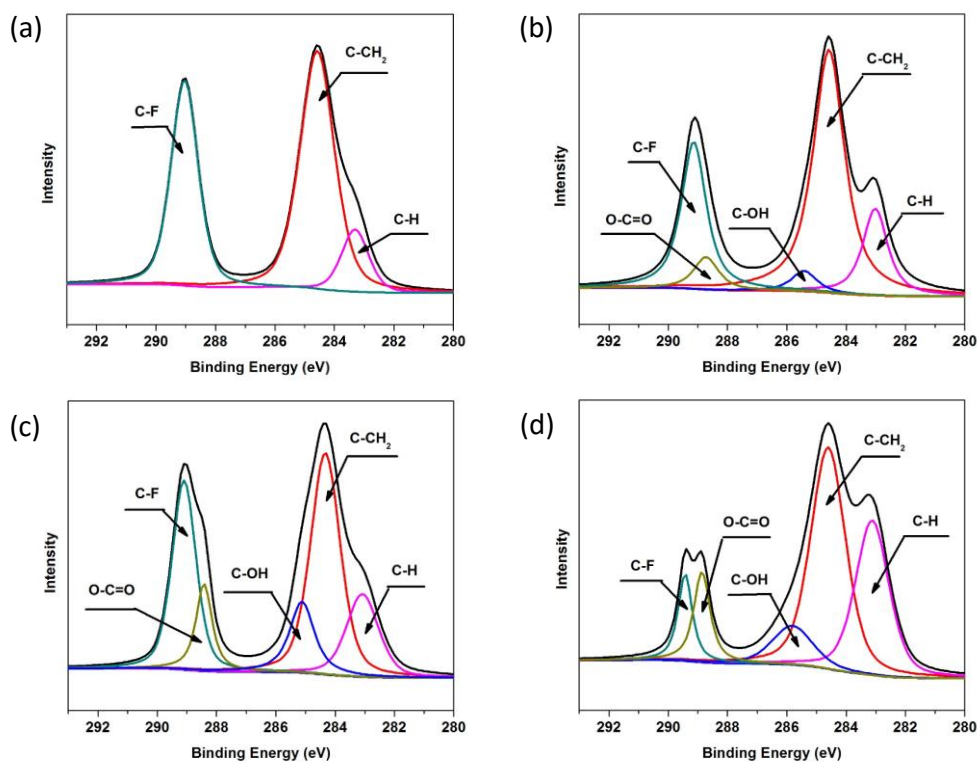 (a)
C-CH₂
C-F
C-H
Intensity
292 290 288 286 284 282 280
Binding Energy (eV)
(b)
C-CH₂
C-F
C-OH
C-H
O-C=O
Intensity
292 290 288 286 284 282 280
Binding Energy (eV)
(c)
C-CH₂
C-F
C-OH
C-H
O-C=O
Intensity
292 290 288 286 284 282 280
Binding Energy (eV)
(d)
C-CH₂
O-C=O
C-H
C-F
C-OH
Intensity
292 290 288 286 284 282 280
Binding Energy (eV)